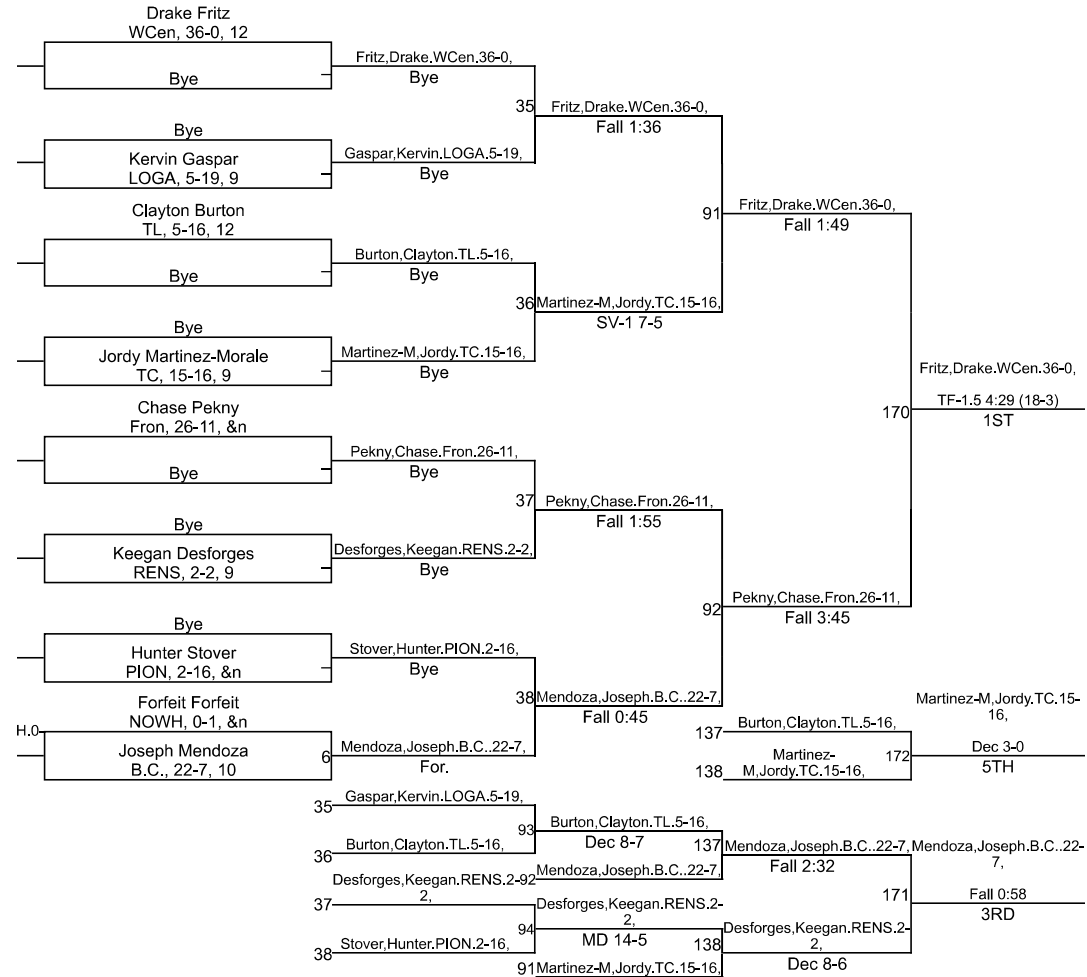 Drake Fritz
WCen, 36-0, 12
Bye
Fritz,Drake.WCen.36-0,
Bye
35
Fritz,Drake.WCen.36-0,
Fall 1:36
Bye
Kervin Gaspar
LOGA, 5-19, 9
Gaspar,Kervin.LOGA.5-19,
Bye
91
Fritz,Drake.WCen.36-0,
Fall 1:49
Clayton Burton
TL, 5-16, 12
Bye
Burton,Clayton.TL.5-16,
Bye
36
Martinez-M,Jordy.TC.15-16,
SV-1 7-5
Bye
Jordy Martinez-Morale
TC, 15-16, 9
Martinez-M,Jordy.TC.15-16,
Bye
170
Fritz,Drake.WCen.36-0,
TF-1.5 4:29 (18-3)
1ST
Chase Pekny
Fron, 26-11, &n
Bye
Pekny,Chase.Fron.26-11,
Bye
37
Pekny,Chase.Fron.26-11,
Fall 1:55
Bye
Keegan Desforges
RENS, 2-2, 9
Desforges,Keegan.RENS.2-2,
Bye
92
Pekny,Chase.Fron.26-11,
Fall 3:45
Bye
Hunter Stover
PION, 2-16, &n
Stover,Hunter.PION.2-16,
Bye
38
Mendoza,Joseph.B.C..22-7,
Fall 0:45
Forfeit Forfeit
NOWH, 0-1, &n
H.0
Joseph Mendoza
B.C., 22-7, 10
6
Mendoza,Joseph.B.C..22-7,
For.
137
Burton,Clayton.TL.5-16,
138
Martinez-
M,Jordy.TC.15-16,
172
Martinez-M,Jordy.TC.15-
16,
Dec 3-0
5TH
35
Gaspar,Kervin.LOGA.5-19,
36
Burton,Clayton.TL.5-16,
93
Burton,Clayton.TL.5-16,
Dec 8-7
92
Mendoza,Joseph.B.C..22-7,
137
Mendoza,Joseph.B.C..22-7,
Fall 2:32
37
Desforges,Keegan.RENS.2-
2,
38
Stover,Hunter.PION.2-16,
94
Desforges,Keegan.RENS.2-
2,
MD 14-5
91
Martinez-M,Jordy.TC.15-16,
138
Desforges,Keegan.RENS.2-
2,
Dec 8-6
171
Mendoza,Joseph.B.C..22-
7,
Fall 0:58
3RD